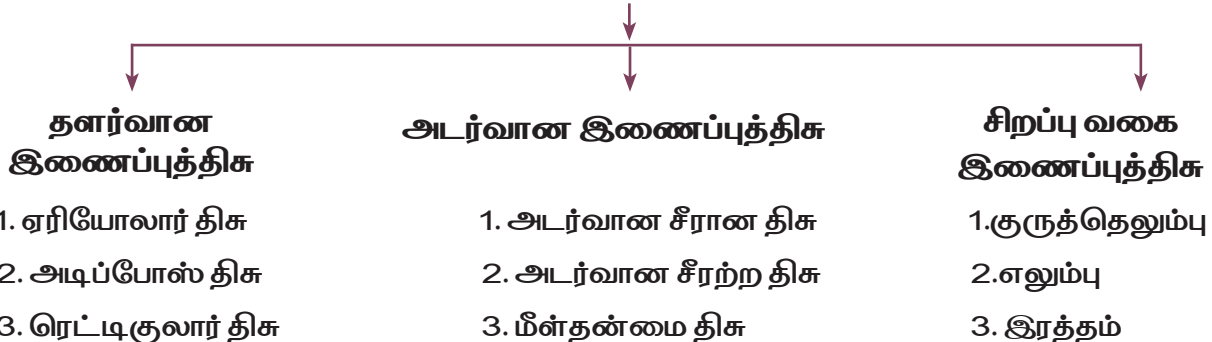 தளர்வான
இணைப்புத்திசு
1. ஏரியோலார் திசு
2. அடிப்போஸ் திசு
3. ரெட்டிகுலார் திசு
அடர்வான இணைப்புத்திசு
1. அடர்வான சீரான திசு
2. அடர்வான சீரற்ற திசு
3. மீள்தன்மை திசு
சிறப்பு வகை
இணைப்புத்திசு
1.குருத்தெலும்பு
2.எலும்பு
3. இரத்தம்